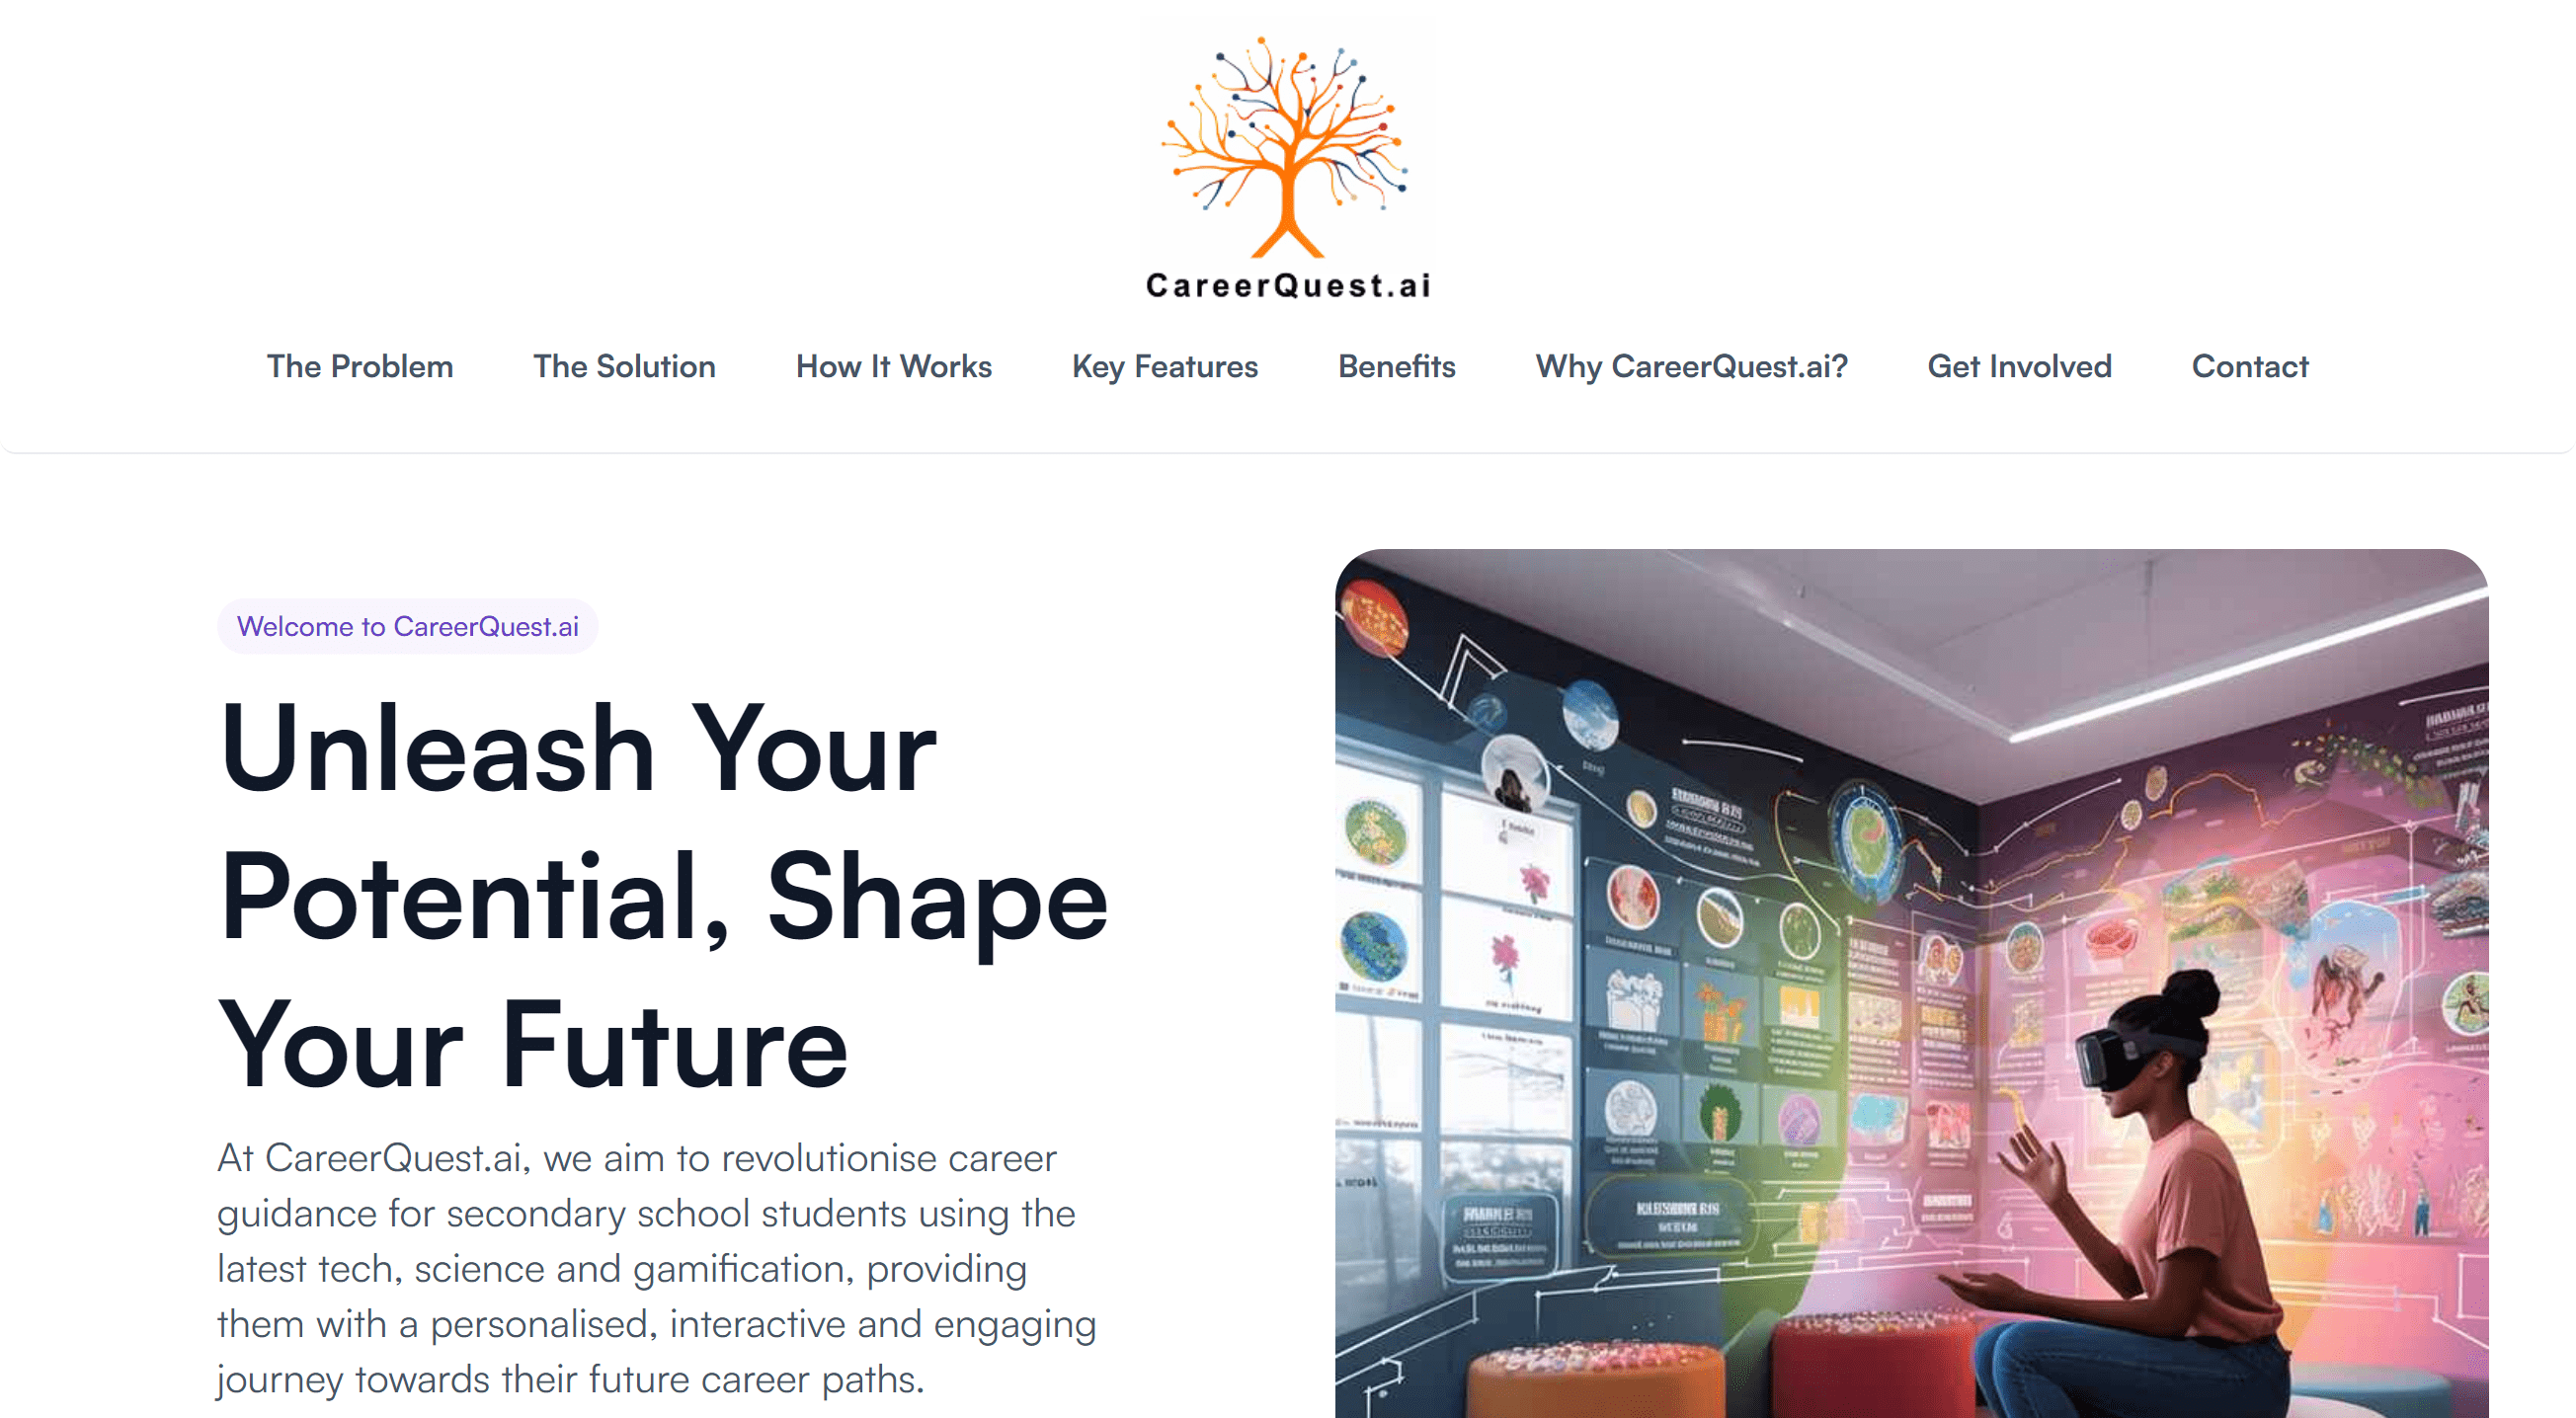 CareerQuest.ai
The Problem The Solution How It Works Key Features Benefits Why CareerQuest.ai? Get Involved Contact
Welcome to CareerQuest.ai
Unleash Your
Potential, Shape
Your Future
At CareerQuest.ai, we aim to revolutionise career
guidance for secondary school students using the
latest tech, science and gamification, providing
them with a personalised, interactive and engaging
journey towards their future career paths.